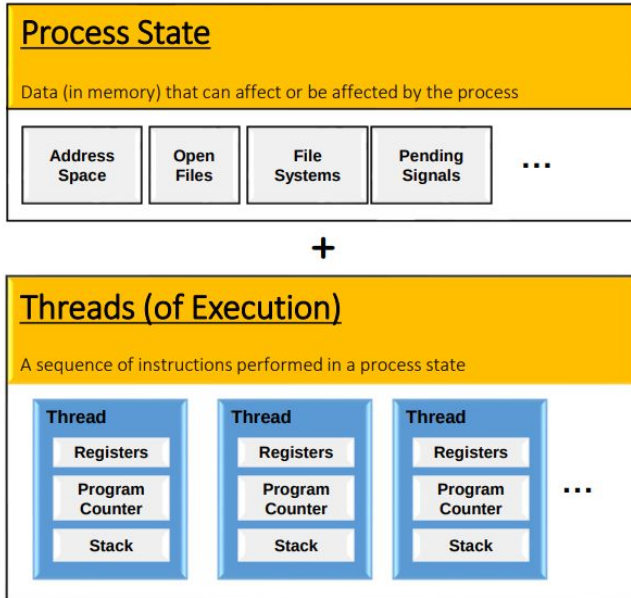 Process State
Data (in memory) that can affect or be affected by the process
Address
Space
Open
Files
File
Systems
Pending
Signals
...
+
Threads (of Execution)
A sequence of instructions performed in a process state
Thread
Registers
Program
Counter
Stack
Thread
Registers
Program
Counter
Stack
Thread
Registers
Program
Counter
Stack
...